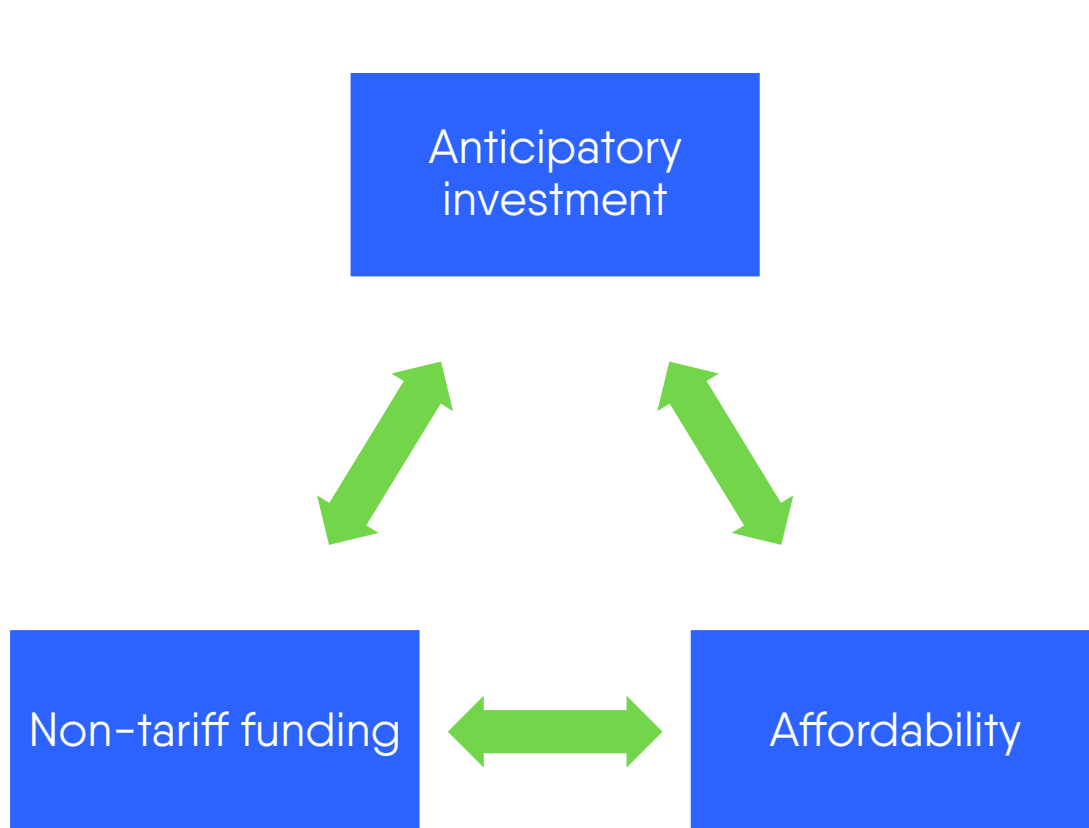 Anticipatory
investment
Non-tariff funding
Affordability